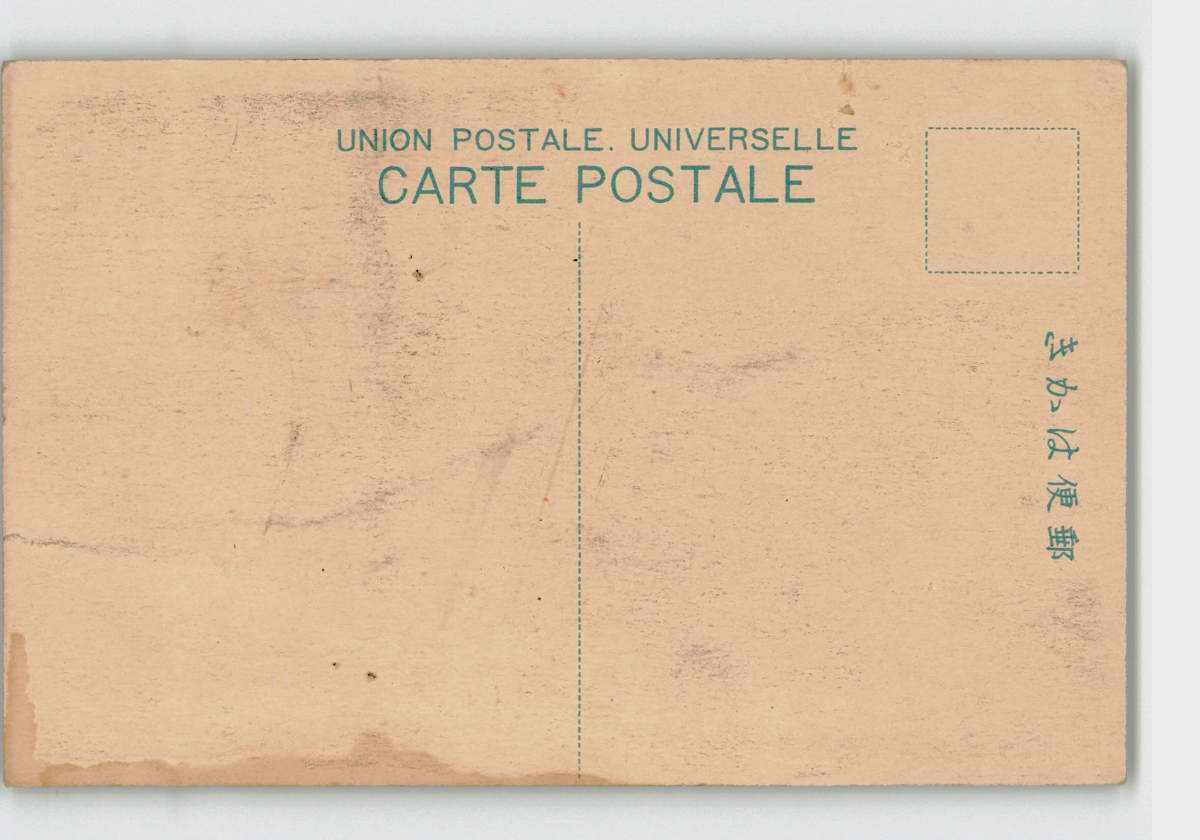 UNION POSTALE. UNIVERSELLE
CARTE POSTALE
郵便はかき